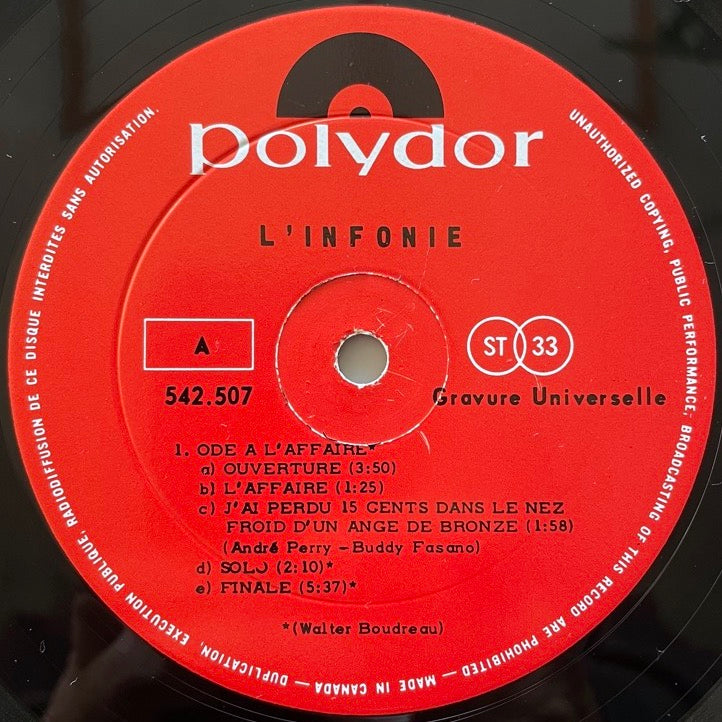 polydor
L'INFONIE
A
ST 33
542.507
Gravure Universelle
1. ODE A L'AFFAIRE*
a) OUVERTURE (3:50)
b) L'AFFAIRE (1:25)
c) J'AI PERDU 15 CENTS DANS LE NEZ
FROID D'UN ANGE DE BRONZE (1:58)
(André Perry – Buddy Fasano)
d) SOLO (2:10)*
e) FINALE (5:37)*
*(Walter Boudreau)
UNAUTHORIZED COPYING, PUBLIC PERFORMANCE, BROADCASTING OF THIS RECORD ARE PROHIBITED — MADE IN CANADA — DUPLICATION, EXECUTION PUBLIQUE, RADIODIFFUSION DE CE DISQUE INTERDITES SANS AUTORISATION.